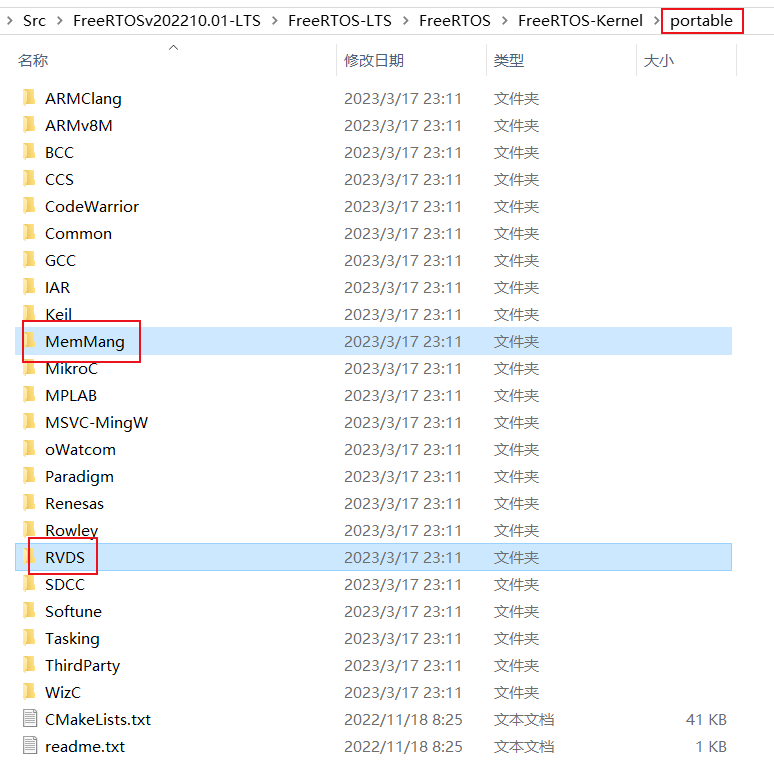 Src > FreeRTOSv202210.01-LTS > FreeRTOS-LTS > FreeRTOS > FreeRTOS-Kernel > portable
名称 修改日期 类型 大小
ARMClang 2023/3/17 23:11 文件夹
ARMv8M 2023/3/17 23:11 文件夹
BCC 2023/3/17 23:11 文件夹
CCS 2023/3/17 23:11 文件夹
CodeWarrior 2023/3/17 23:11 文件夹
Common 2023/3/17 23:11 文件夹
GCC 2023/3/17 23:11 文件夹
IAR 2023/3/17 23:11 文件夹
Keil 2023/3/17 23:11 文件夹
MemMang 2023/3/17 23:11 文件夹
MikroC 2023/3/17 23:11 文件夹
MPLAB 2023/3/17 23:11 文件夹
MSVC-MingW 2023/3/17 23:11 文件夹
oWatcom 2023/3/17 23:11 文件夹
Paradigm 2023/3/17 23:11 文件夹
Renesas 2023/3/17 23:11 文件夹
Rowley 2023/3/17 23:11 文件夹
RVDS 2023/3/17 23:11 文件夹
SDCC 2023/3/17 23:11 文件夹
Softune 2023/3/17 23:11 文件夹
Tasking 2023/3/17 23:11 文件夹
ThirdParty 2023/3/17 23:11 文件夹
WizC 2023/3/17 23:11 文件夹
CMakeLists.txt 2022/11/18 8:25 文本文档 41 KB
readme.txt 2022/11/18 8:25 文本文档 1 KB